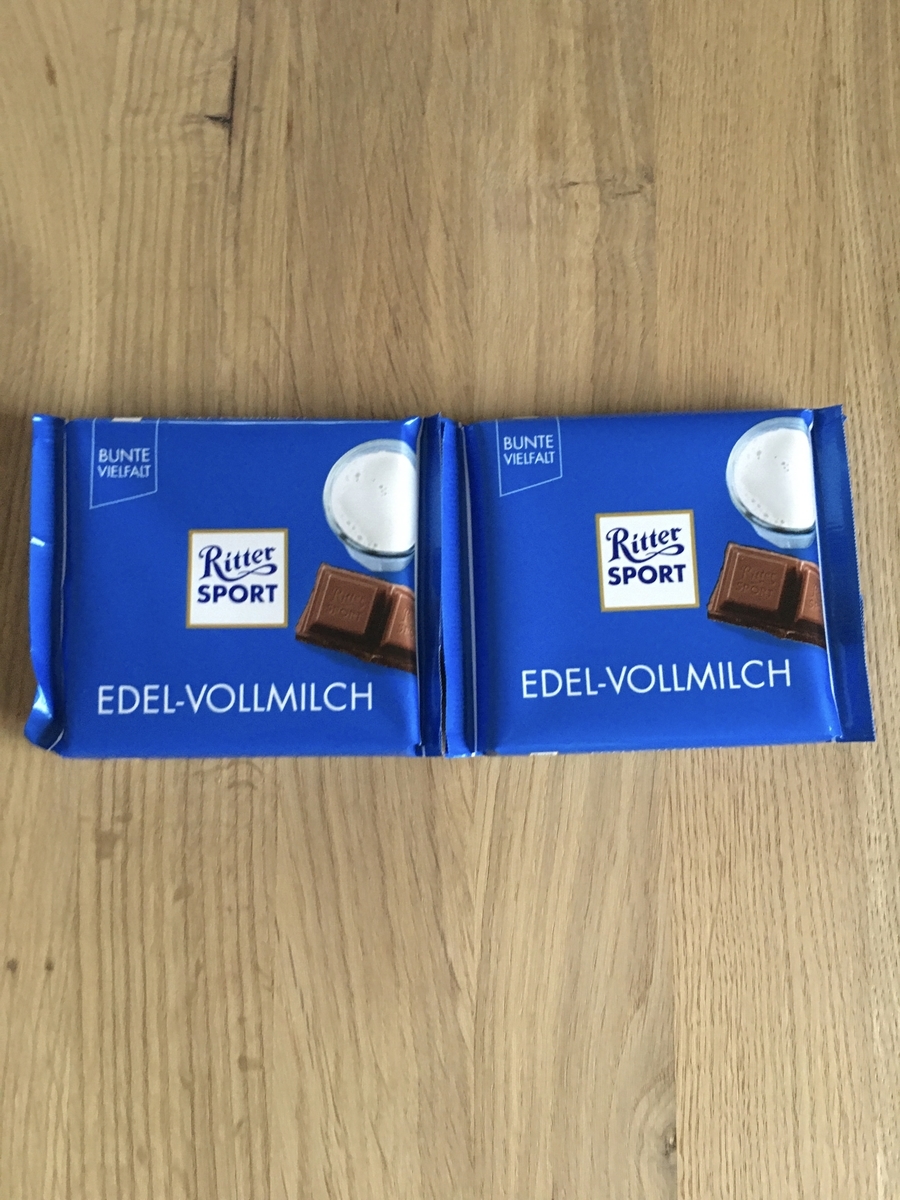 BUNTE
VIELFALT
Ritter
SPORT
EDEL-VOLLMILCH
BUNTE
VIELFALT
Ritter
SPORT
EDEL-VOLLMILCH